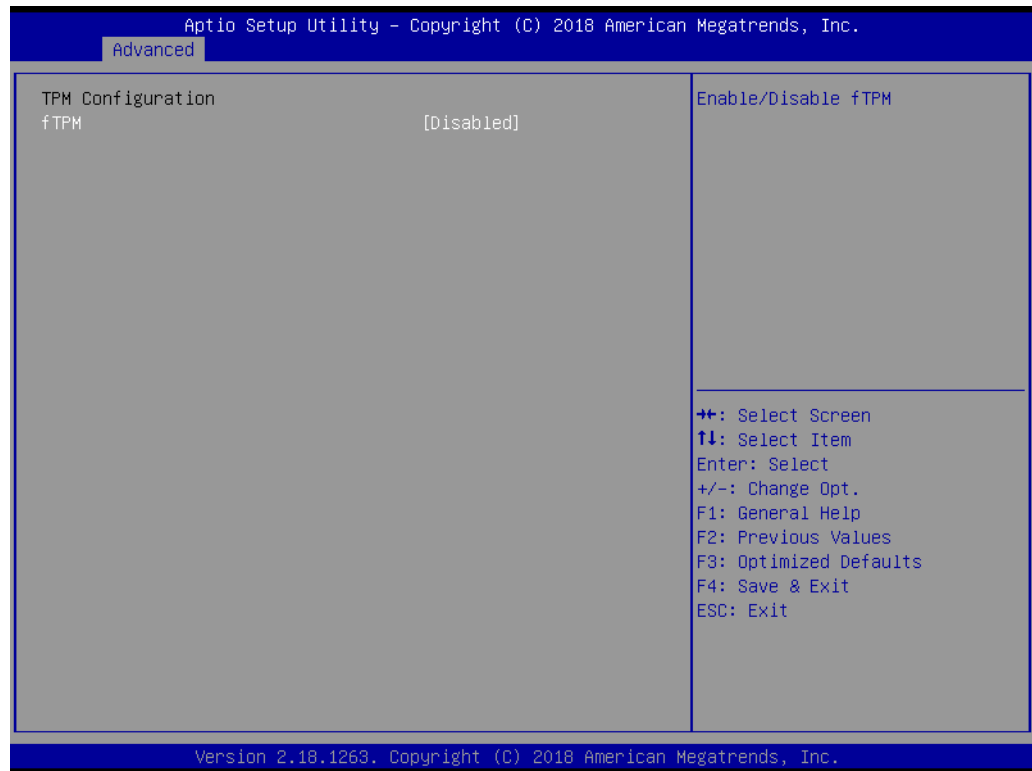 Aptio Setup Utility – Copyright (C) 2018 American Megatrends, Inc.
Advanced
TPM Configuration
fTPM [Disabled]
Enable/Disable fTPM
→←: Select Screen
↑↓: Select Item
Enter: Select
+/-: Change Opt.
F1: General Help
F2: Previous Values
F3: Optimized Defaults
F4: Save & Exit
ESC: Exit
Version 2.18.1263. Copyright (C) 2018 American Megatrends, Inc.